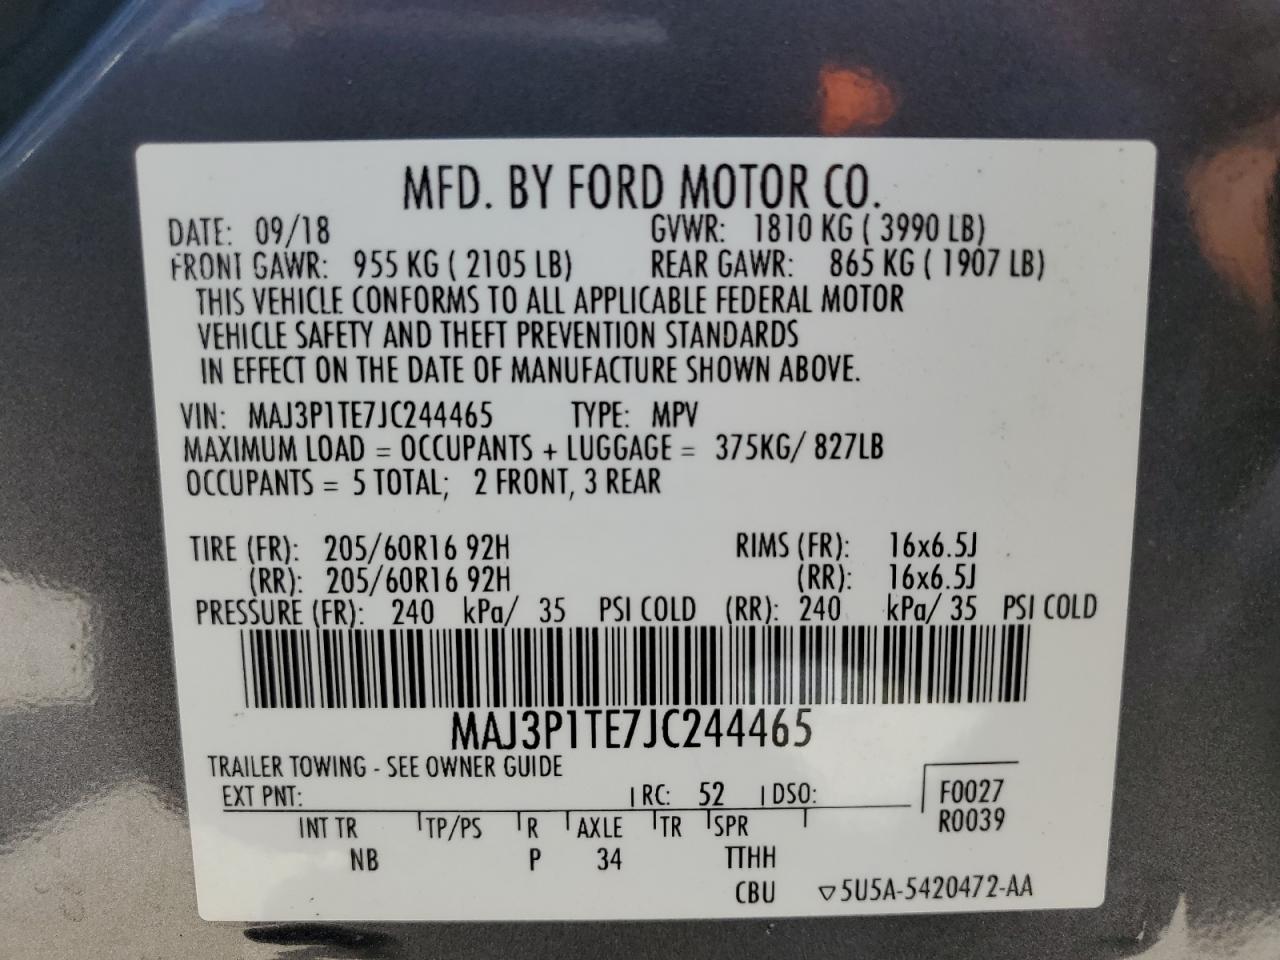 MFD. BY FORD MOTOR CO.
DATE: 09/18 GVWR: 1810 KG ( 3990 LB)
FRONT GAWR: 955 KG ( 2105 LB) REAR GAWR: 865 KG ( 1907 LB)
THIS VEHICLE CONFORMS TO ALL APPLICABLE FEDERAL MOTOR
VEHICLE SAFETY AND THEFT PREVENTION STANDARDS
IN EFFECT ON THE DATE OF MANUFACTURE SHOWN ABOVE.
VIN: MAJ3P1TE7JC244465 TYPE: MPV
MAXIMUM LOAD = OCCUPANTS + LUGGAGE = 375KG/ 827LB
OCCUPANTS = 5 TOTAL; 2 FRONT, 3 REAR
TIRE (FR): 205/60R16 92H RIMS (FR): 16x6.5J
(RR): 205/60R16 92H (RR): 16x6.5J
PRESSURE (FR): 240 kPa/ 35 PSI COLD (RR): 240 kPa/ 35 PSI COLD
MAJ3P1TE7JC244465
TRAILER TOWING - SEE OWNER GUIDE
EXT PNT: RC: 52 DSO: F0027
INT TR TP/PS R AXLE TR SPR R0039
NB P 34 TTHH
CBU ▽5U5A-5420472-AA